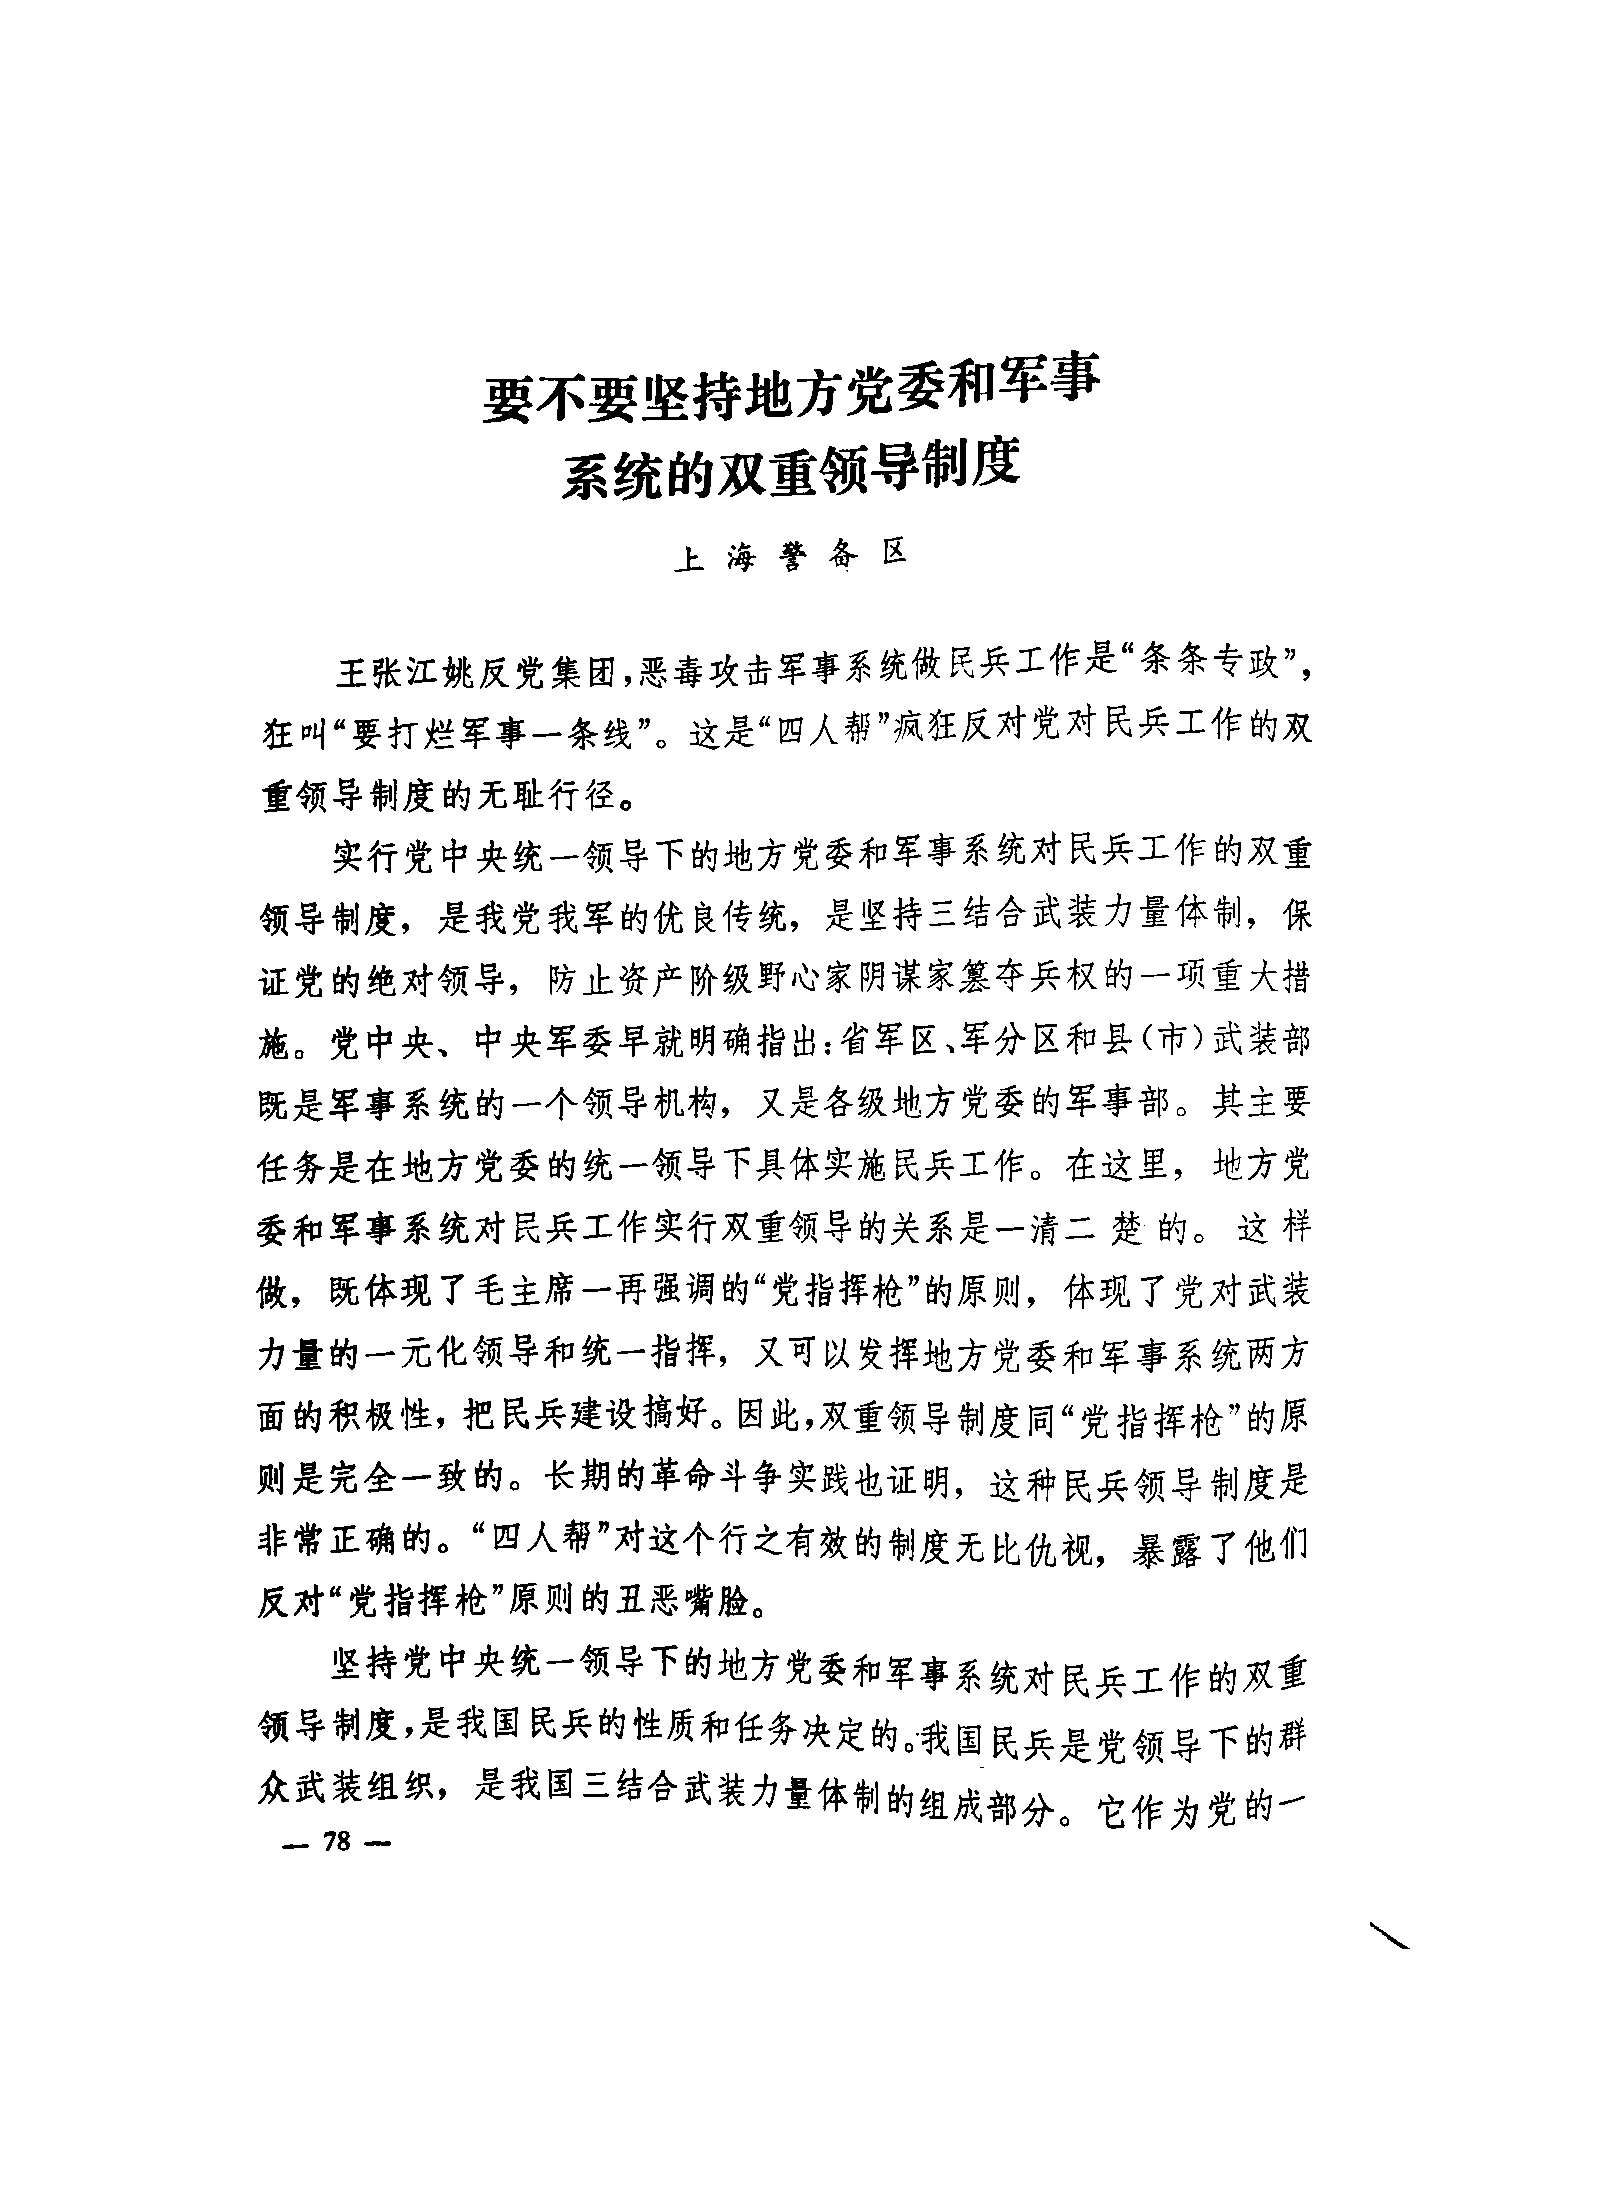 要不要坚持地方党委和军事
系统的双重领导制度
上海警备区
王张江姚反党集团，恶毒攻击军事系统做民兵工作是“条条专政”，
狂叫“要打烂军事一条线”。这是“四人帮”疯狂反对党对民兵工作的双
重领导制度的无耻行径。
实行党中央统一领导下的地方党委和军事系统对民兵工作的双重
领导制度，是我党我军的优良传统，是坚持三结合武装力量体制，保
证党的绝对领导，防止资产阶级野心家阴谋家篡夺兵权的一项重大措
施。党中央、中央军委早就明确指出：省军区、军分区和县（市）武装部
既是军事系统的一个领导机构，又是各级地方党委的军事部。其主要
任务是在地方党委的统一领导下具体实施民兵工作。在这里，地方党
委和军事系统对民兵工作实行双重领导的关系是一清二楚的。这样
做，既体现了毛主席一再强调的“党指挥枪”的原则，体现了党对武装
力量的一元化领导和统一指挥，又可以发挥地方党委和军事系统两方
面的积极性，把民兵建设搞好。因此，双重领导制度同“党指挥枪”的原
则是完全一致的。长期的革命斗争实践也证明，这种民兵领导制度是
非常正确的。“四人帮”对这个行之有效的制度无比仇视，暴露了他们
反对“党指挥枪”原则的丑恶嘴脸。
坚持党中央统一领导下的地方党委和军事系统对民兵工作的双重
领导制度，是我国民兵的性质和任务决定的。我国民兵是党领导下的群
众武装组织，是我国三结合武装力量体制的组成部分。它作为党的一
— 78 —